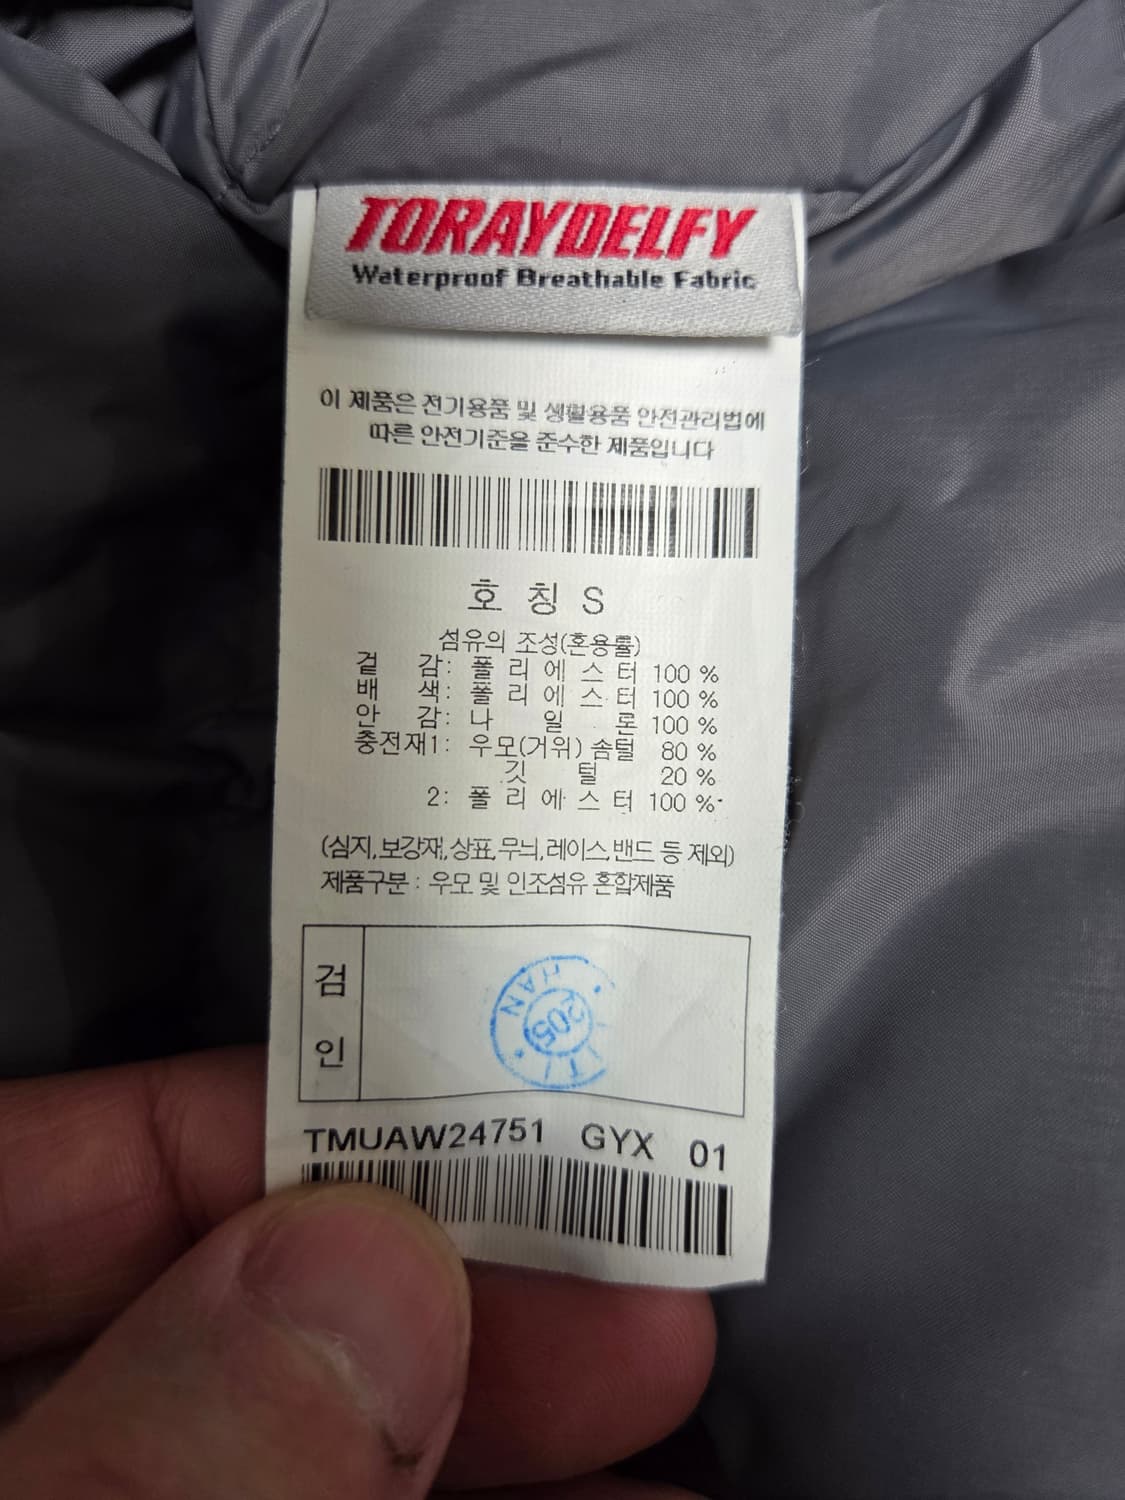 TORAYDELFY
Waterproof Breathable Fabric
이 제품은 전기용품 및 생활용품 안전관리법에
따른 안전기준을 준수한 제품입니다
호 칭 S
섬유의 조성(혼용률)
겉 감: 폴 리 에 스 터 100 %
배 색: 폴 리 에 스 터 100 %
안 감: 나 일 론 100 %
충전재1: 우모(거위) 솜털 80 %
깃 털 20 %
2: 폴 리 에 스 터 100 %
(심지,보강재,상표,무늬,레이스,밴드 등 제외)
제품구분 : 우모 및 인조섬유 혼합제품
검
인
HAN
205
TI
TMUAW24751 GYX 01